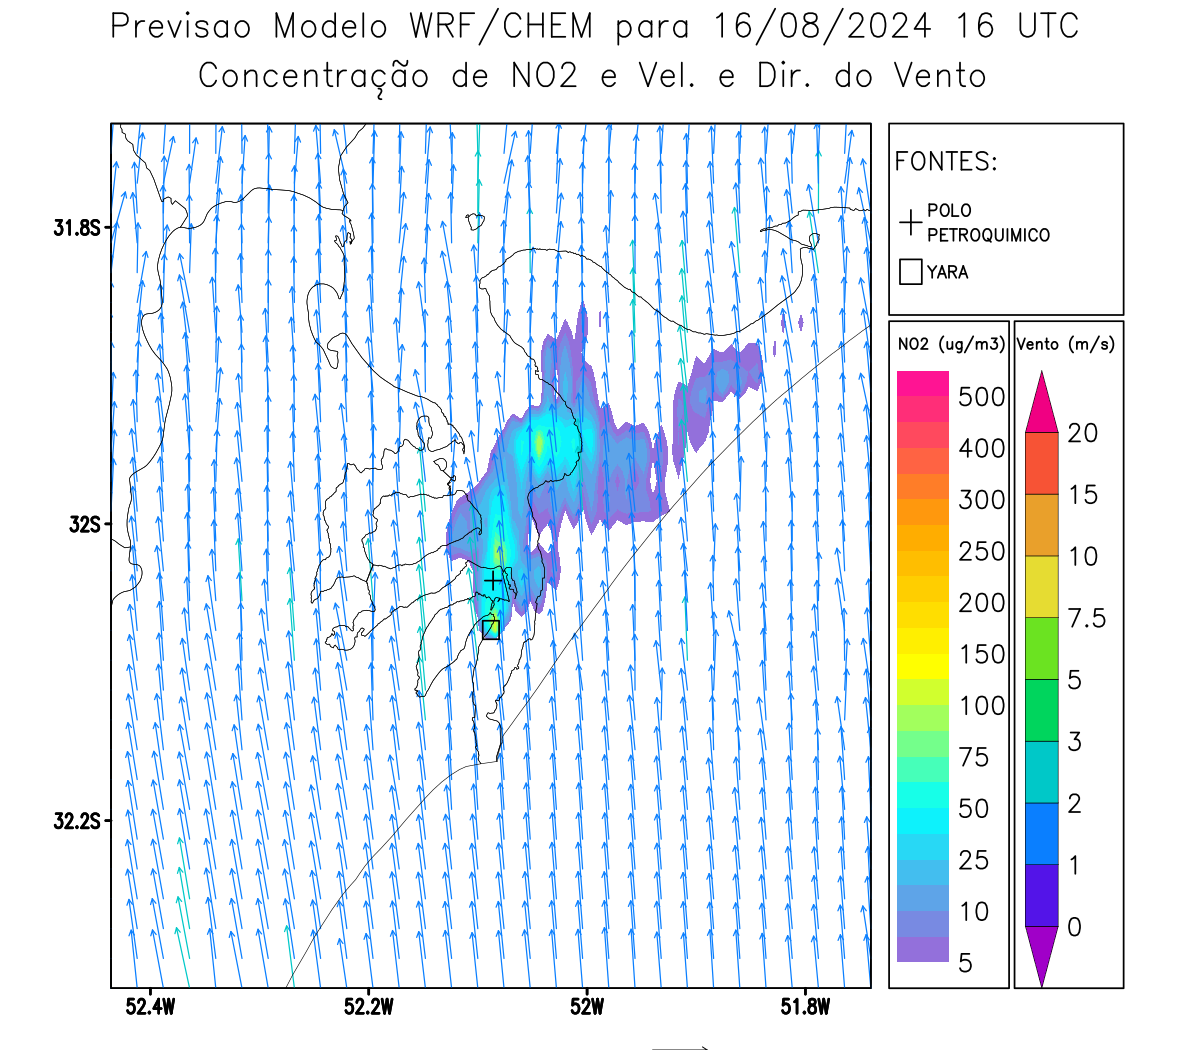 Previsao Modelo WRF/CHEM para 16/08/2024 16 UTC
Concentração de NO2 e Vel. e Dir. do Vento
FONTES:
POLO
PETROQUIMICO
YARA
NO2 (ug/m3)
500
400
300
250
200
150
100
75
50
25
10
5
Vento (m/s)
20
15
10
7.5
5
3
2
1
0
31.8S
32S
32.2S
52.4W
52.2W
52W
51.8W